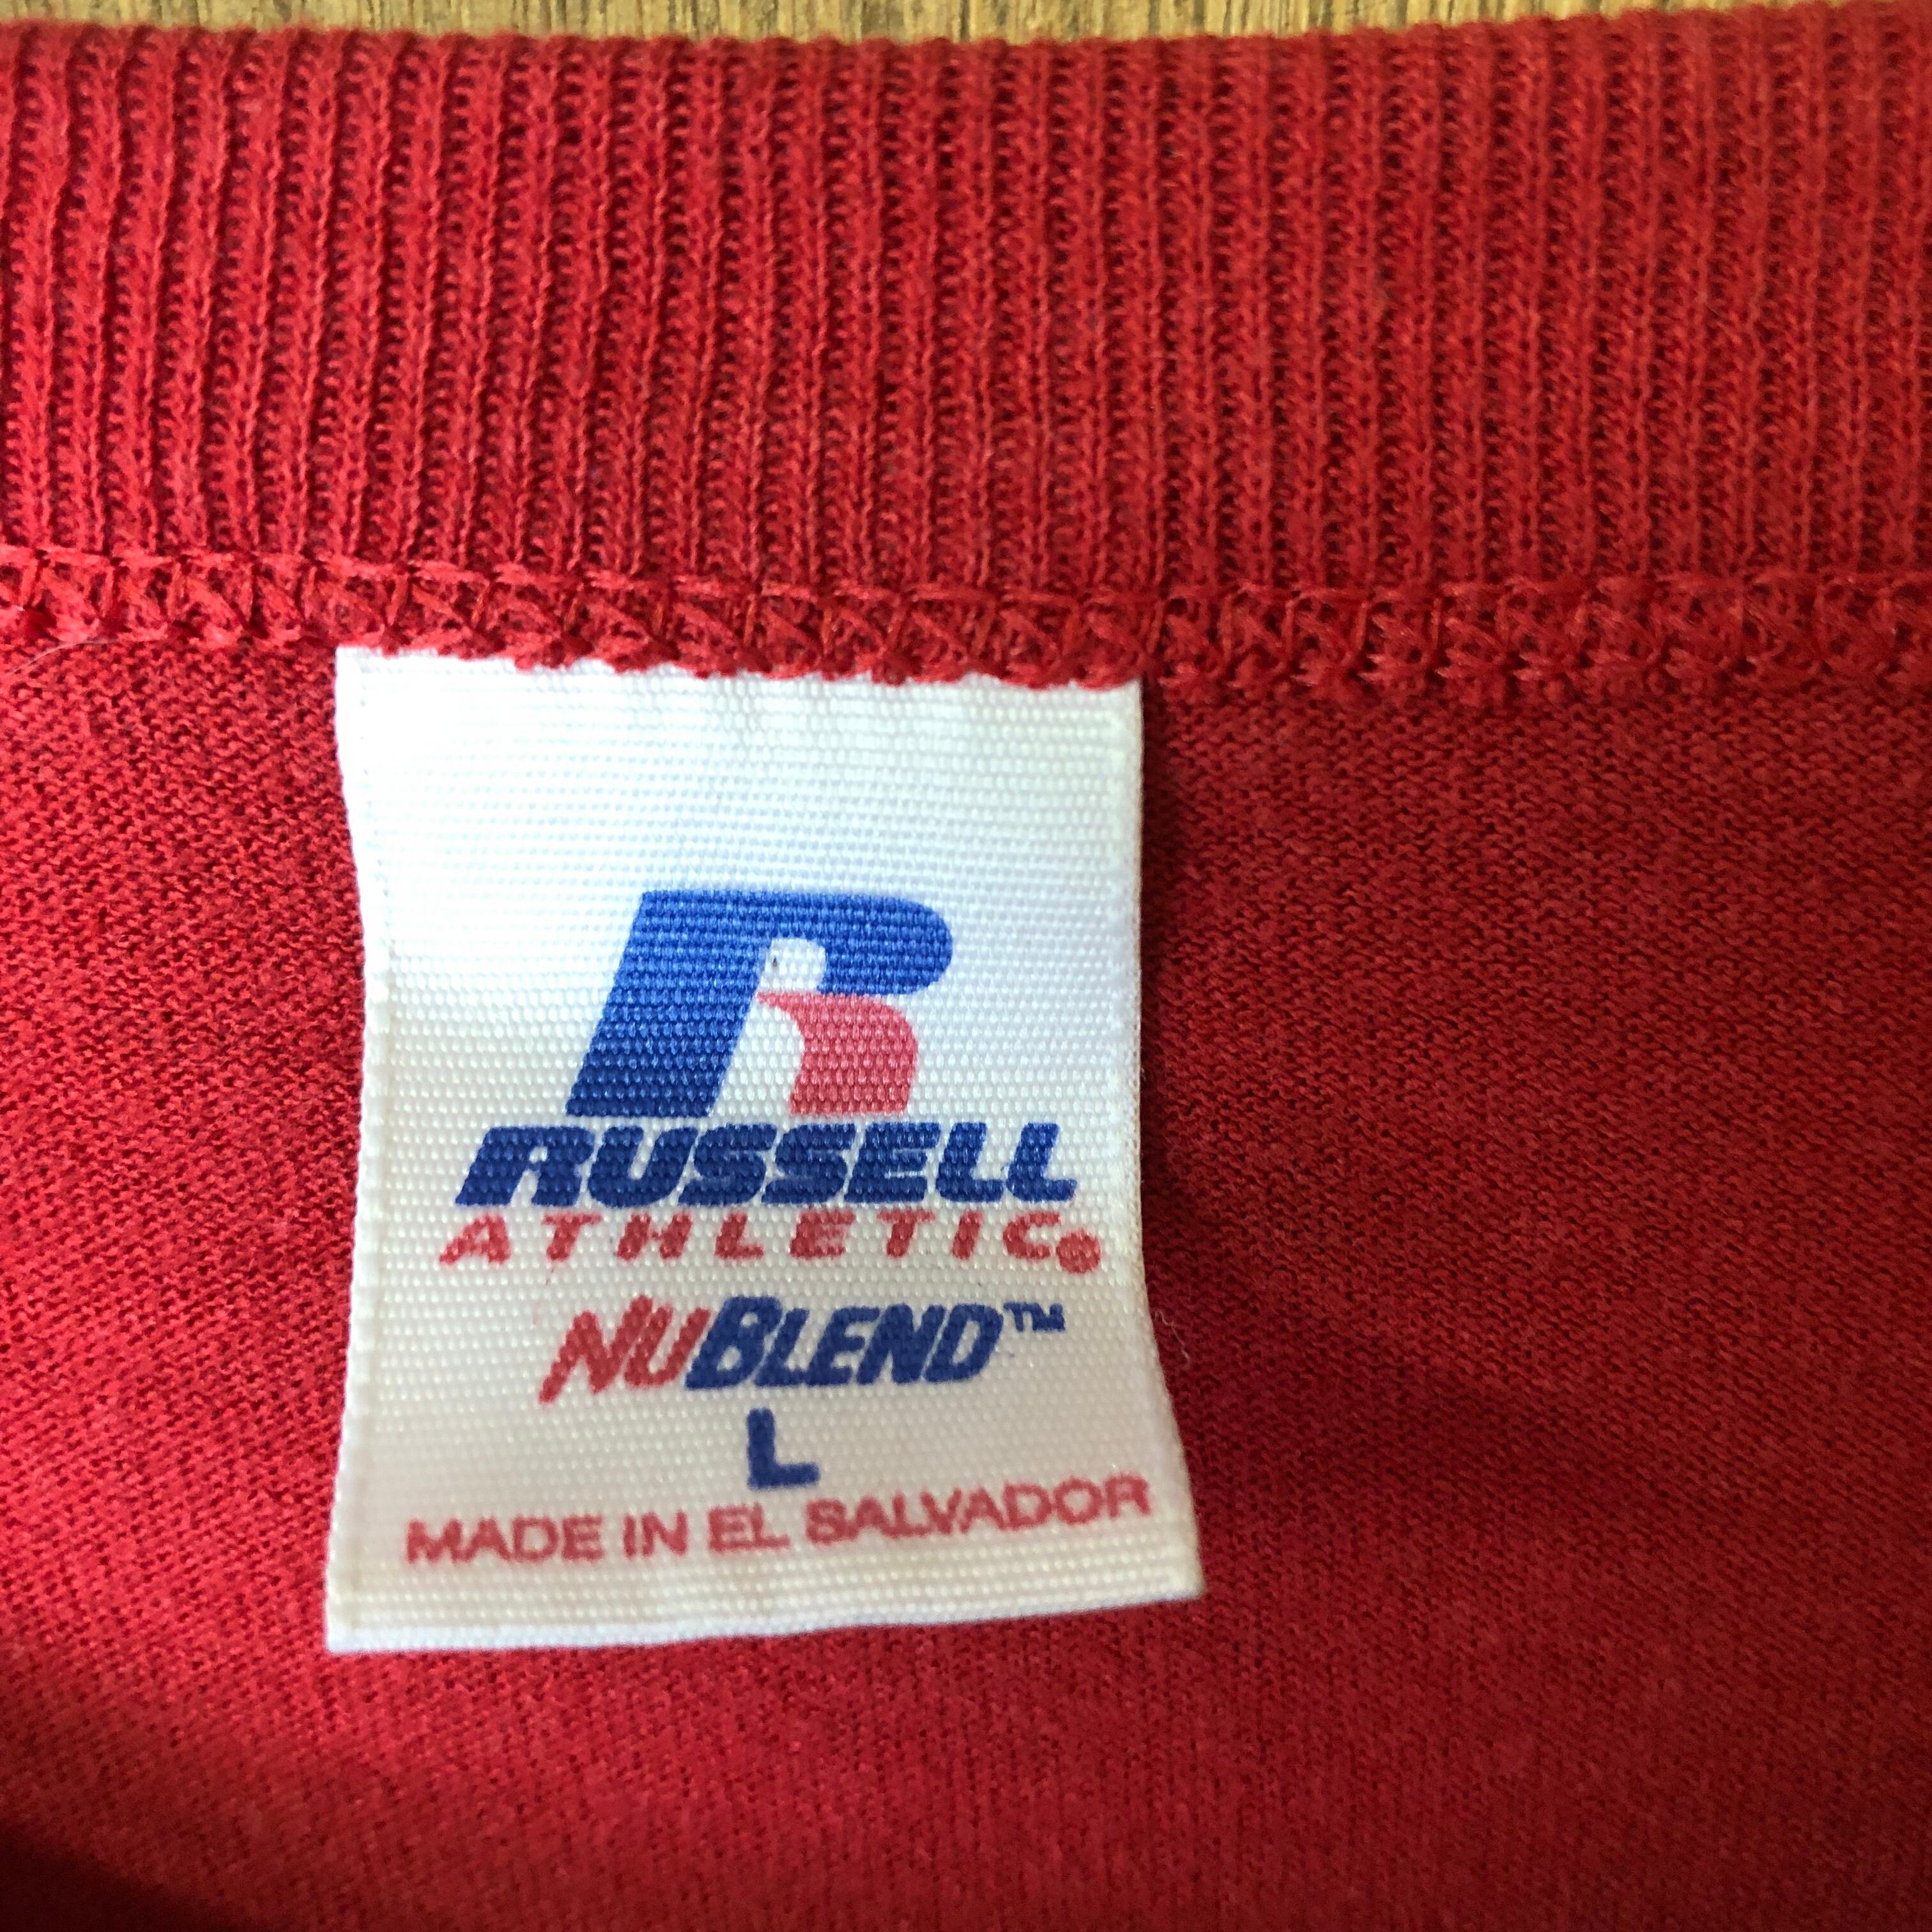 R
RUSSELL
ATHLETIC®
NUBLEND™
L
MADE IN EL SALVADOR